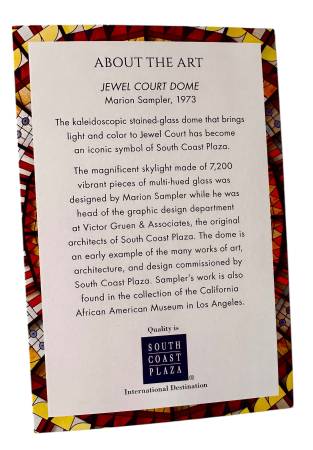 ABOUT THE ART
JEWEL COURT DOME
Marion Sampler, 1973
The kaleidoscopic stained-glass dome that brings
light and color to Jewel Court has become
an iconic symbol of South Coast Plaza.
The magnificent skylight made of 7,200
vibrant pieces of multi-hued glass was
designed by Marion Sampler while he was
head of the graphic design department
at Victor Gruen & Associates, the original
architects of South Coast Plaza. The dome is
an early example of the many works of art,
architecture, and design commissioned by
South Coast Plaza. Sampler's work is also
found in the collection of the California
African American Museum in Los Angeles.
Quality is
SOUTH
COAST
PLAZA®
International Destination